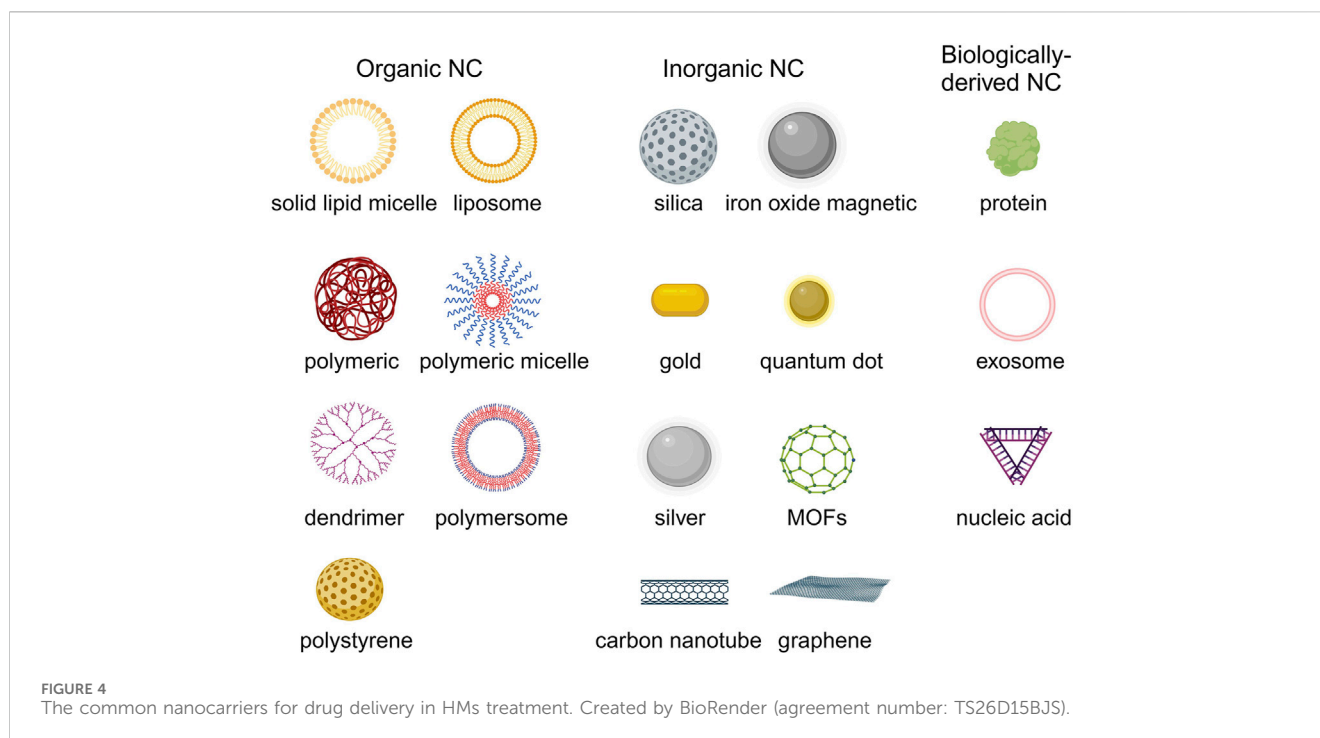 Organic NC
Inorganic NC
Biologically-
derived NC
solid lipid micelle
liposome
silica
iron oxide magnetic
protein
polymeric
polymeric micelle
gold
quantum dot
exosome
dendrimer
polymersome
silver
MOFs
nucleic acid
polystyrene
carbon nanotube
graphene
FIGURE 4
The common nanocarriers for drug delivery in HMs treatment. Created by BioRender (agreement number: TS26D15BJS).